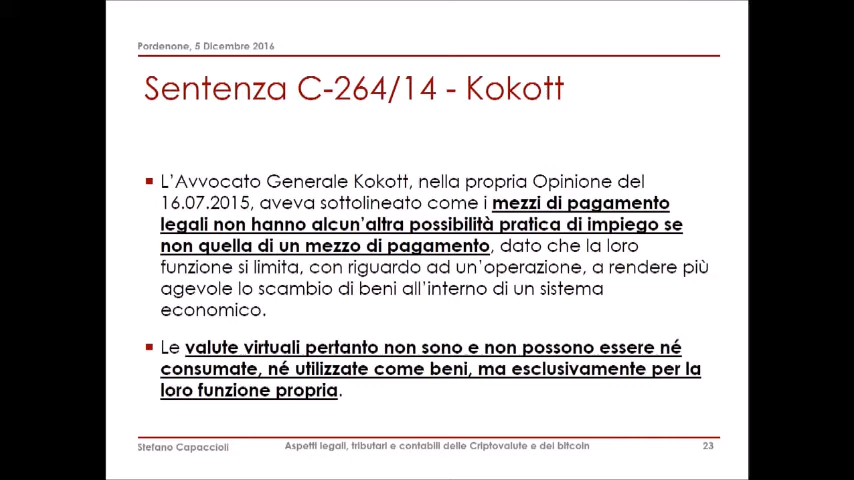 Pordenone, 5 Dicembre 2016
Sentenza C-264/14 - Kokott
L'Avvocato Generale Kokott, nella propria Opinione del
16.07.2015, aveva sottolineato come i mezzi di pagamento
legali non hanno alcun'altra possibilità pratica di impiego se
non quella di un mezzo di pagamento, dato che la loro
funzione si limita, con riguardo ad un'operazione, a rendere più
agevole lo scambio di beni all'interno di un sistema
economico.
Le valute virtuali pertanto non sono e non possono essere né
consumate, né utilizzate come beni, ma esclusivamente per la
loro funzione propria.
Stefano Capaccioli
Aspetti legali, tributari e contabili delle Criptovalute e dei bitcoin
23